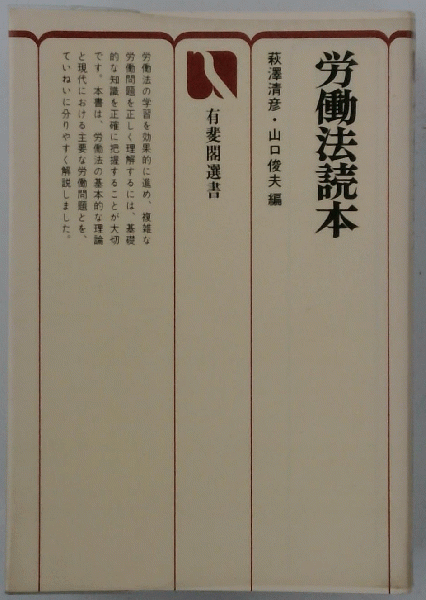 労働法読本
萩澤清彦・山口俊夫 編
有斐閣選書
労働法の学習を効果的に進め、複雑な
労働問題を正しく理解するには、基礎
的な知識を正確に把握することが大切
です。本書は、労働法の基本的な理論
と現代における主要な労働問題とを、
ていねいに分りやすく解説しました。